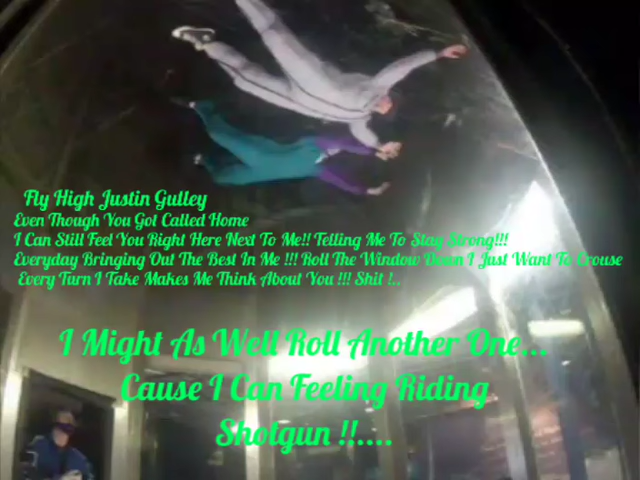 Fly High Justin Gulley
Even Though You Got Called Home
I Can Still Feel You Right Here Next To Me!! Telling Me To Stay Strong!!!
Everyday Bringing Out The Best In Me !!! Roll The Window Down I Just Want To Crouse
Every Turn I Take Makes Me Think About You !!! Shit !..
I Might As Well Roll Another One...
Cause I Can Feeling Riding
Shotgun !!....